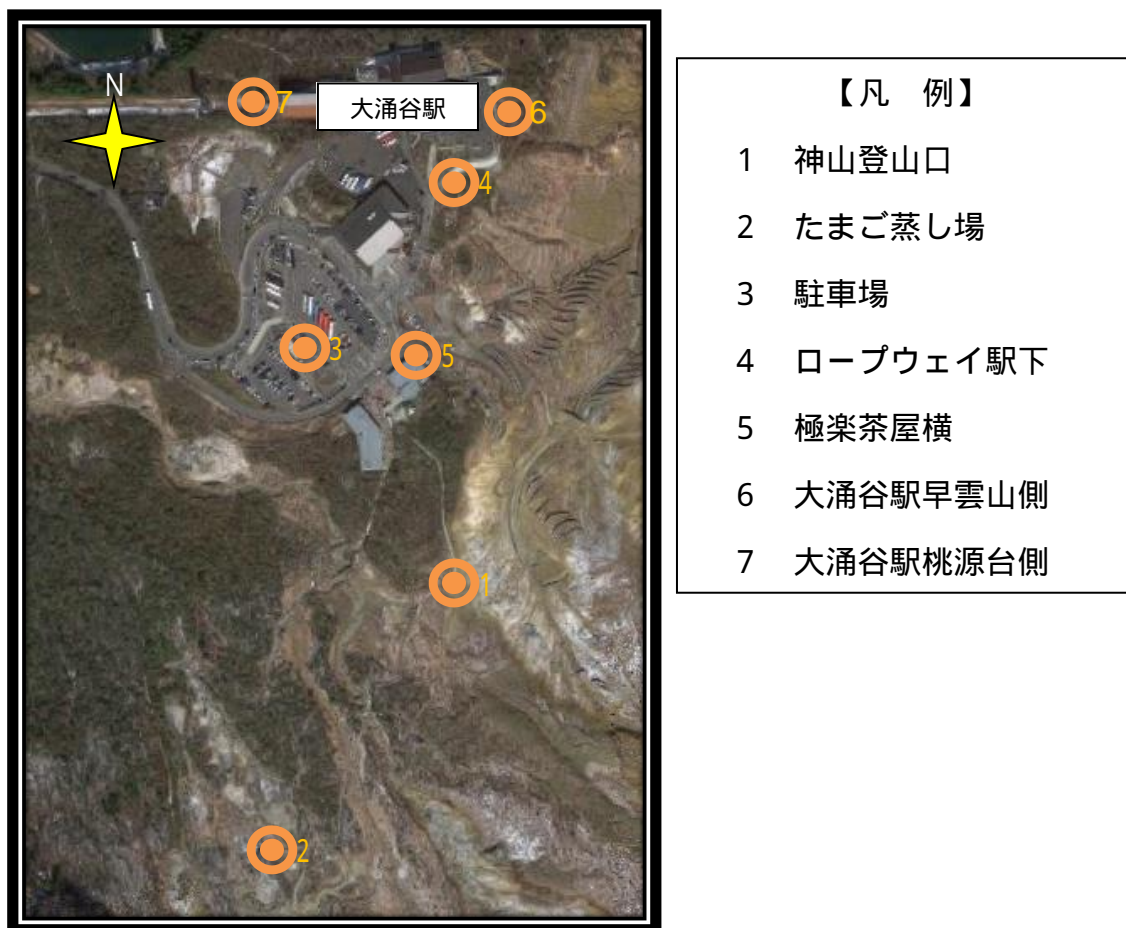 N
7
大涌谷駅
6
4
3
5
1
2
【凡 例】
1 神山登山口
2 たまご蒸し場
3 駐車場
4 ロープウェイ駅下
5 極楽茶屋横
6 大涌谷駅早雲山側
7 大涌谷駅桃源台側